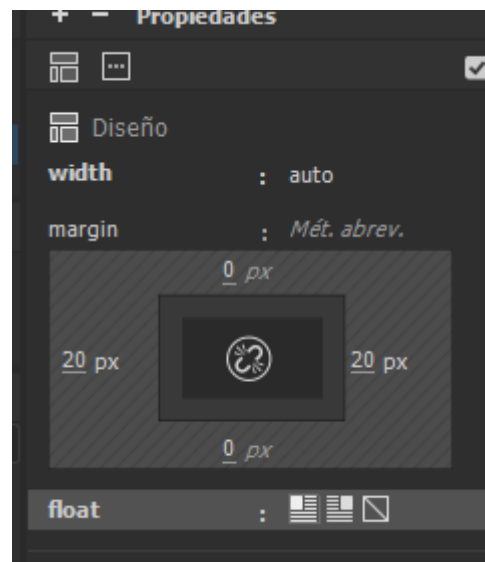 + − Propiedades
Diseño
width : auto
margin : Mét. abrev.
0 px
20 px 20 px
0 px
float :